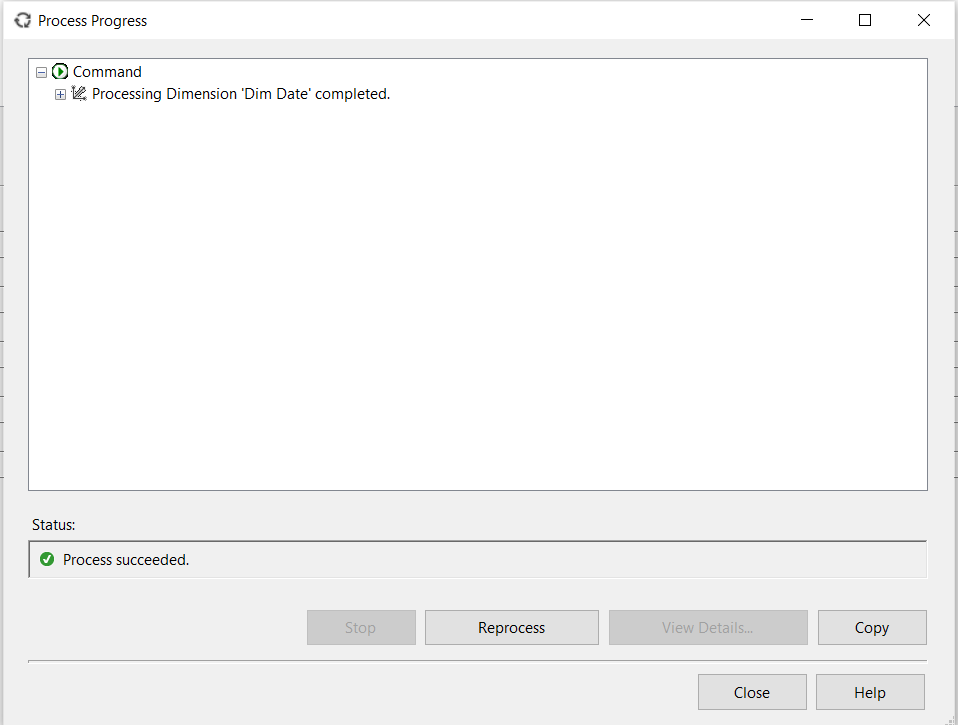 Process Progress
Command
Processing Dimension 'Dim Date' completed.
Status:
Process succeeded.
Stop Reprocess View Details... Copy
Close Help